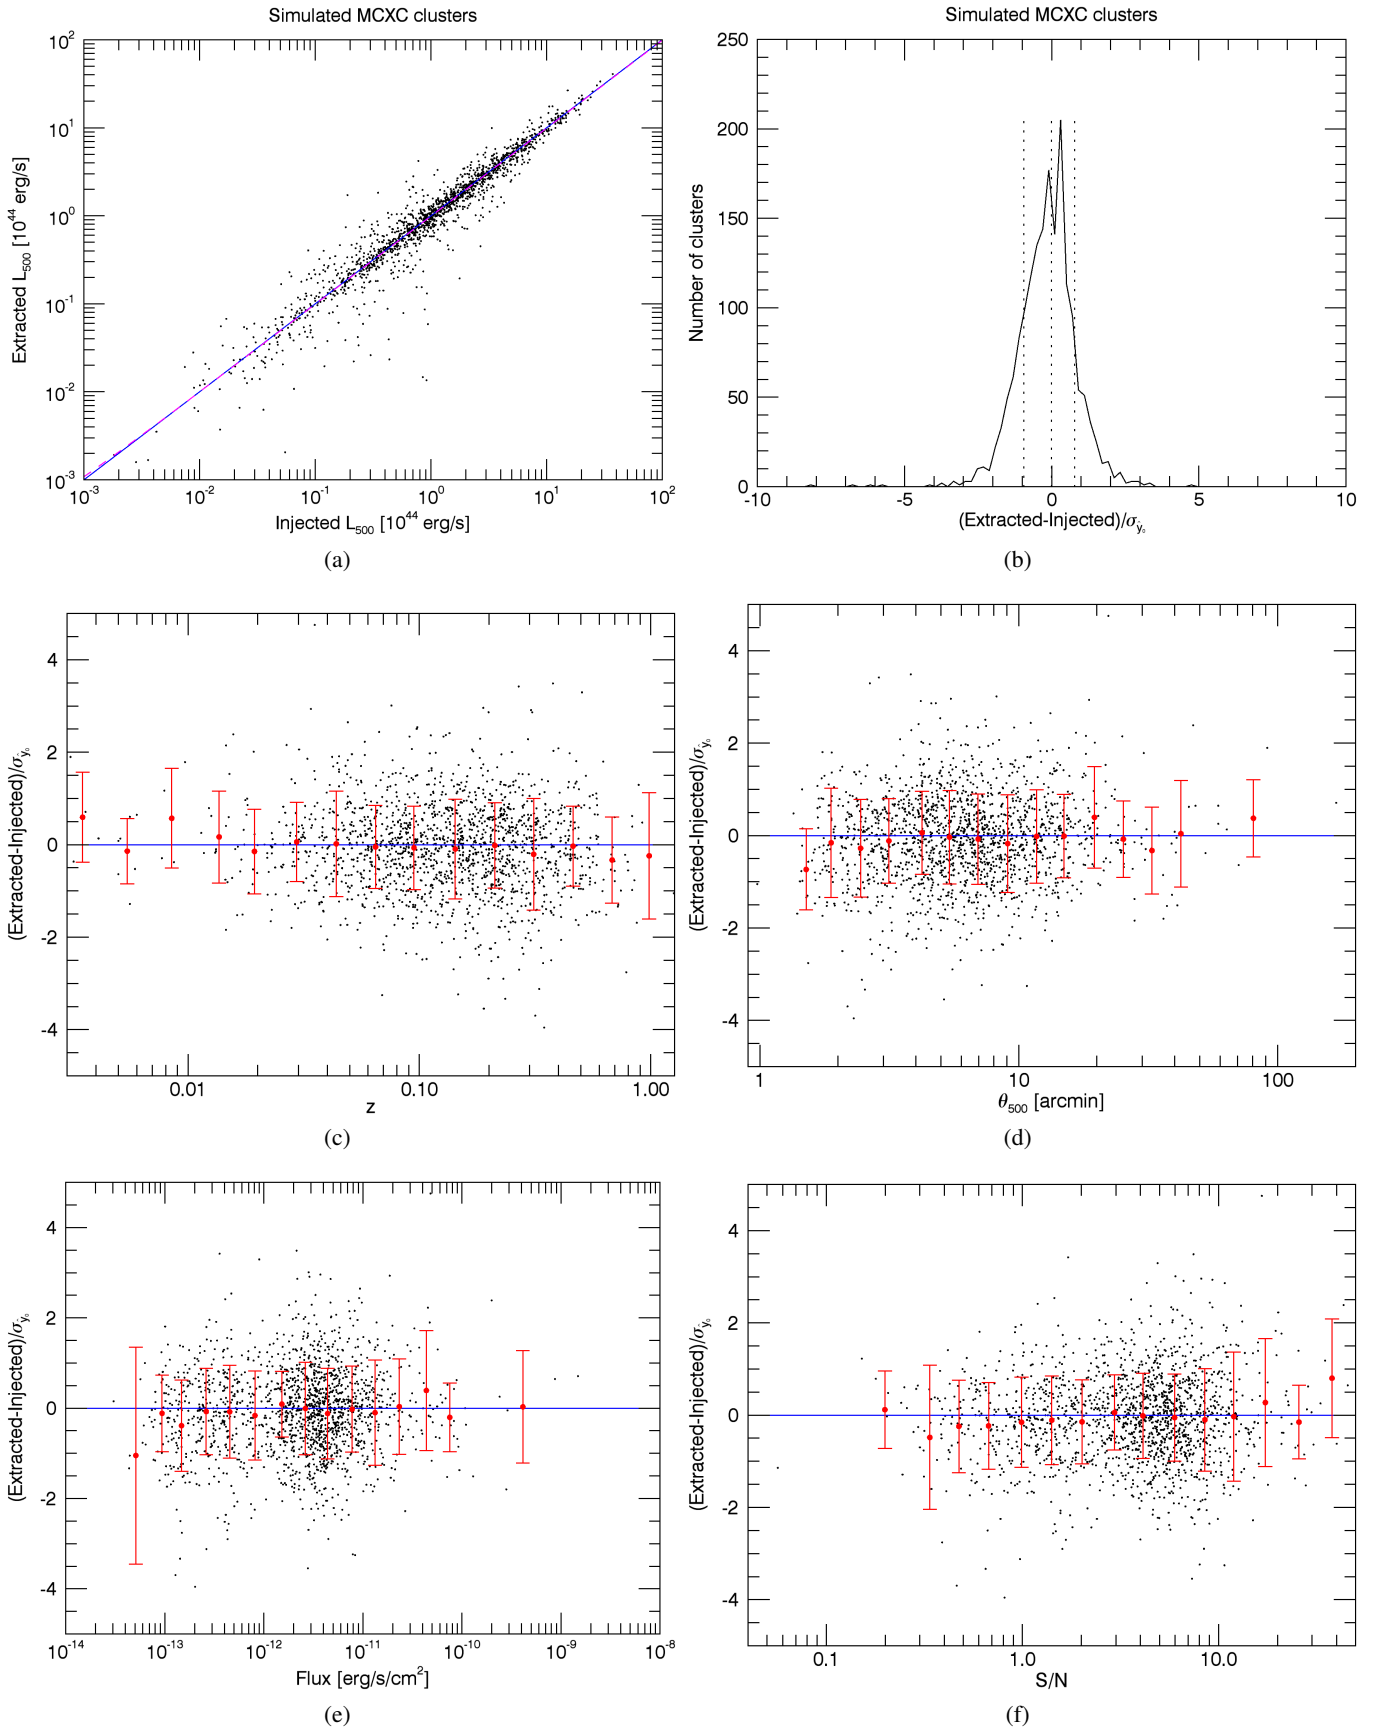 Simulated MCXC clusters
10²
10¹
10⁰
10⁻¹
10⁻²
10⁻³
Extracted L₅₀₀ [10⁴⁴ erg/s]
10⁻³ 10⁻² 10⁻¹ 10⁰ 10¹ 10²
Injected L₅₀₀ [10⁴⁴ erg/s]
(a)
Simulated MCXC clusters
250
200
150
100
50
0
Number of clusters
-10 -5 0 5 10
(Extracted-Injected)/σ_ŷ₀
(b)
4
2
0
-2
-4
(Extracted-Injected)/σ_ŷ₀
0.01 0.10 1.00
z
(c)
4
2
0
-2
-4
(Extracted-Injected)/σ_ŷ₀
1 10 100
θ₅₀₀ [arcmin]
(d)
4
2
0
-2
-4
(Extracted-Injected)/σ_ŷ₀
10⁻¹⁴ 10⁻¹³ 10⁻¹² 10⁻¹¹ 10⁻¹⁰ 10⁻⁹ 10⁻⁸
Flux [erg/s/cm²]
(e)
4
2
0
-2
-4
(Extracted-Injected)/σ_ŷ₀
0.1 1.0 10.0
S/N
(f)